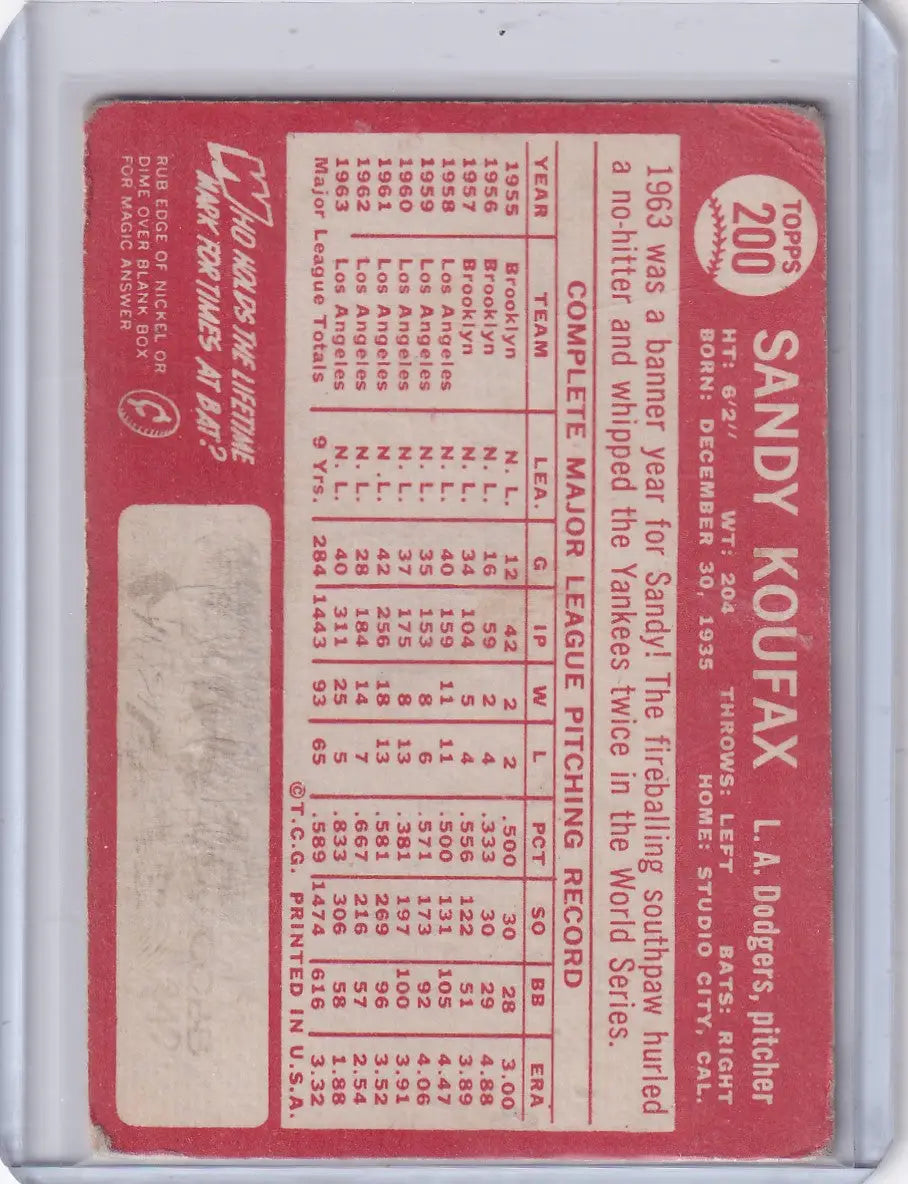 TOPPS
200
SANDY KOUFAX L. A. Dodgers, pitcher
HT: 6'2" WT: 204 THROWS: LEFT BATS: RIGHT
BORN: DECEMBER 30, 1935 HOME: STUDIO CITY, CAL.
1963 was a banner year for Sandy! The fireballing southpaw hurled
a no-hitter and whipped the Yankees twice in the World Series.
COMPLETE MAJOR LEAGUE PITCHING RECORD
YEAR TEAM LEA. G IP W L PCT SO BB ERA
1955 Brooklyn N. L. 12 42 2 2 .500 30 28 3.00
1956 Brooklyn N. L. 16 59 2 4 .333 30 29 4.88
1957 Brooklyn N. L. 34 104 5 4 .556 122 51 3.89
1958 Los Angeles N. L. 40 159 11 11 .500 131 105 4.47
1959 Los Angeles N. L. 35 153 8 6 .571 173 92 4.06
1960 Los Angeles N. L. 37 175 8 13 .381 197 100 3.91
1961 Los Angeles N. L. 42 256 18 13 .581 269 96 3.52
1962 Los Angeles N. L. 28 184 14 7 .667 216 57 2.54
1963 Los Angeles N. L. 40 311 25 5 .833 306 58 1.88
Major League Totals 9 Yrs. 284 1443 93 65 .589 1474 616 3.32
©T.C.G. PRINTED IN U.S.A.
WHO HOLDS THE LIFETIME
MARK FOR TIMES AT BAT?
RUB EDGE OF NICKEL OR
DIME OVER BLANK BOX
FOR MAGIC ANSWER